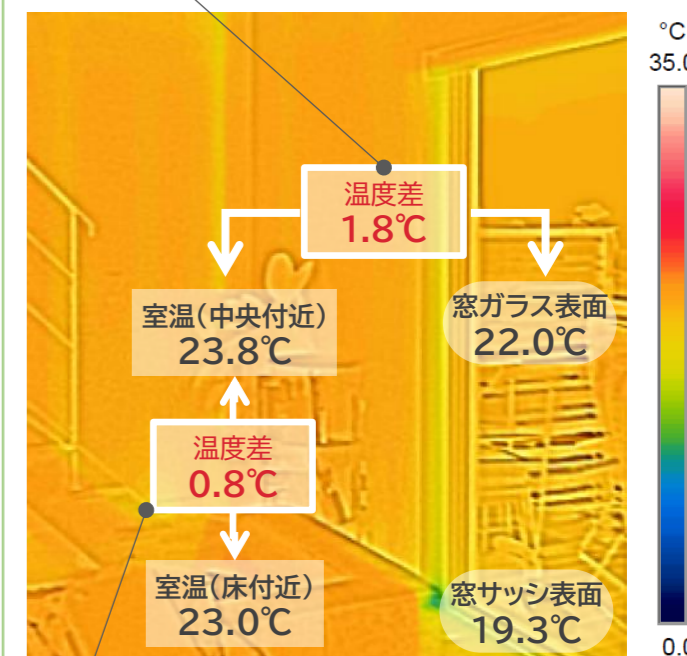 ℃
35.0
温度差
1.8℃
室温(中央付近)
23.8℃
窓ガラス表面
22.0℃
温度差
0.8℃
室温(床付近)
23.0℃
窓サッシ表面
19.3℃
0.0